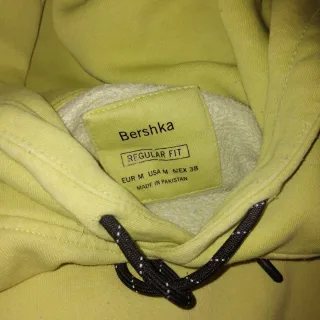 Bershka
REGULAR FIT
EUR M USA M MEX 38
MADE IN PAKISTAN